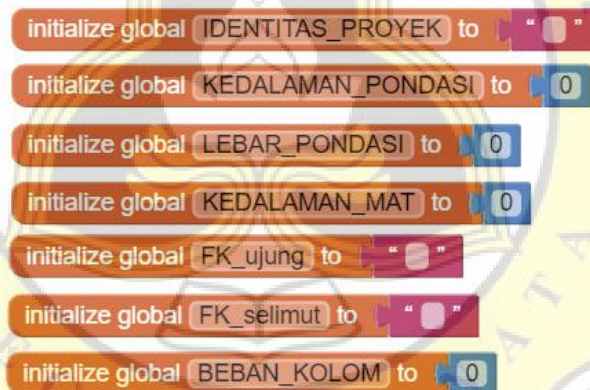 initialize global IDENTITAS_PROYEK to " "
initialize global KEDALAMAN_PONDASI to 0
initialize global LEBAR_PONDASI to 0
initialize global KEDALAMAN_MAT to 0
initialize global FK_ujung to " "
initialize global FK_selimut to " "
initialize global BEBAN_KOLOM to 0